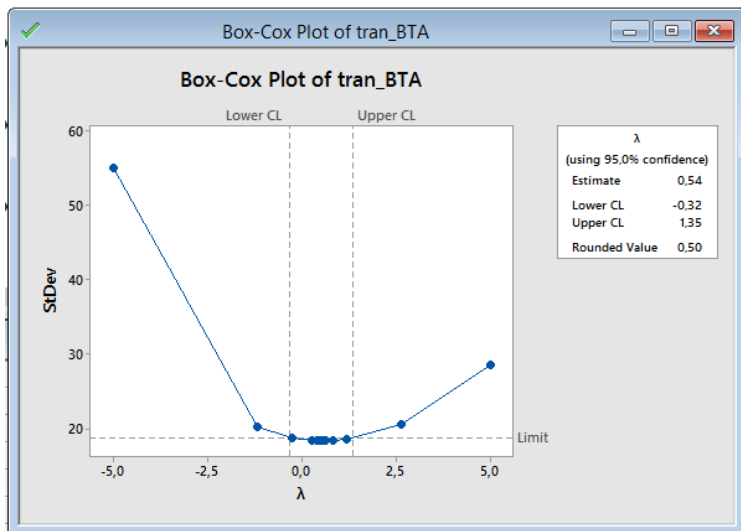 Box-Cox Plot of tran_BTA
Box-Cox Plot of tran_BTA
Lower CL Upper CL
60
50
40
30
20
StDev
Limit
-5,0 -2,5 0,0 2,5 5,0
λ
λ
(using 95,0% confidence)
Estimate 0,54
Lower CL -0,32
Upper CL 1,35
Rounded Value 0,50